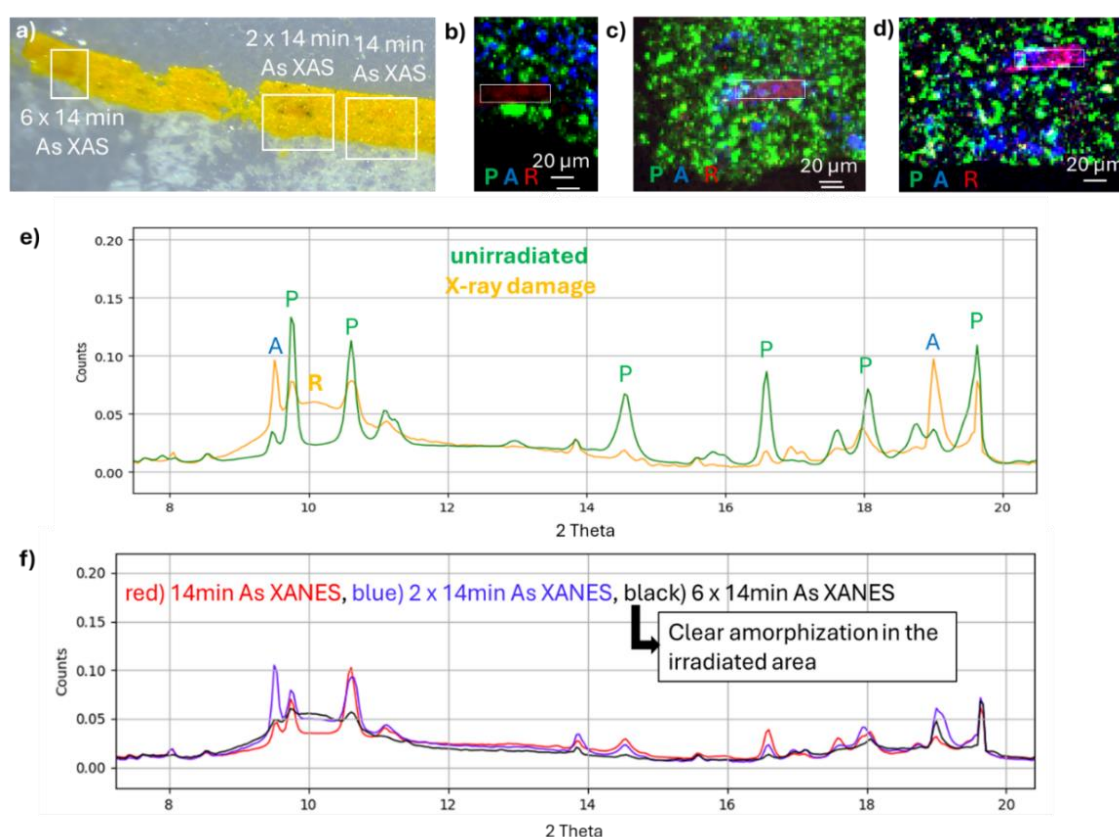 a)
2 x 14 min 14 min
As XAS As XAS
6 x 14 min
As XAS
b)
20 µm
P A R
c)
20 µm
P A R
d)
20 µm
P A R
e)
unirradiated
X-ray damage
P
A
R
P
P
P
P
A
P
0.20
0.15
0.10
0.05
0.00
Counts
8 10 12 14 16 18 20
2 Theta
f)
red) 14min As XANES, blue) 2 x 14min As XANES, black) 6 x 14min As XANES
Clear amorphization in the
irradiated area
0.20
0.15
0.10
0.05
0.00
Counts
8 10 12 14 16 18 20
2 Theta